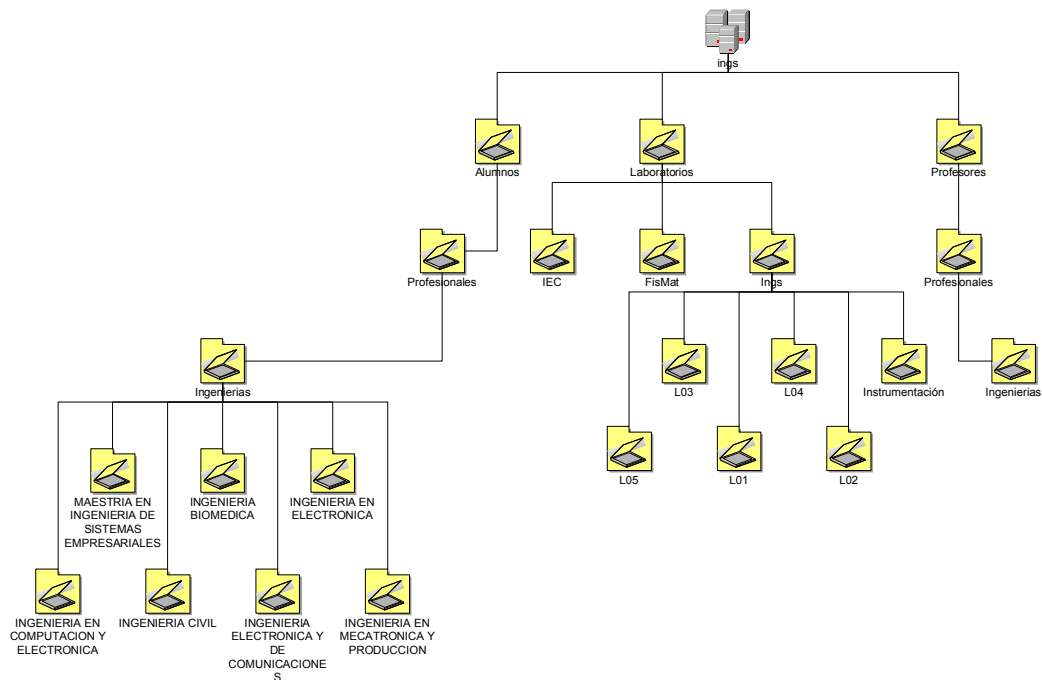 ings
Alumnos
Laboratorios
Profesores
Profesionales
IEC
FisMat
Ings
Profesionales
Ingenierias
L03
L04
Instrumentación
Ingenierias
L05
L01
L02
MAESTRIA EN
INGENIERIA DE
SISTEMAS
EMPRESARIALES
INGENIERIA
BIOMEDICA
INGENIERIA EN
ELECTRONICA
INGENIERIA EN
COMPUTACION Y
ELECTRONICA
INGENIERIA CIVIL
INGENIERIA
ELECTRONICA Y
DE
COMUNICACIONE
S
INGENIERIA EN
MECATRONICA Y
PRODUCCION